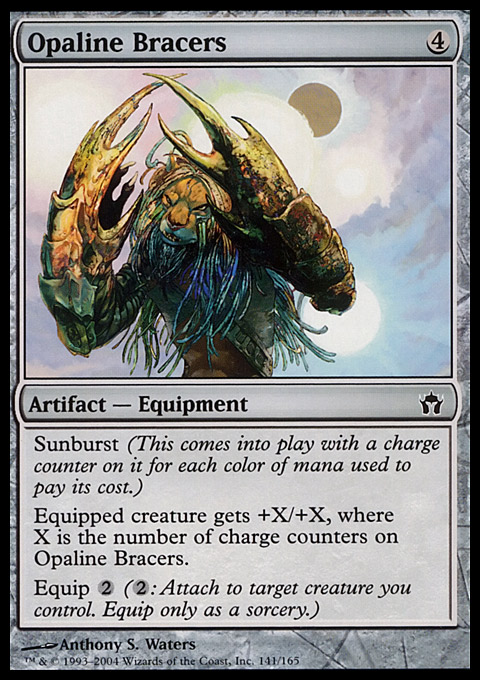 Opaline Bracers 4
Artifact — Equipment
Sunburst (This comes into play with a charge
counter on it for each color of mana used to
pay its cost.)
Equipped creature gets +X/+X, where
X is the number of charge counters on
Opaline Bracers.
Equip 2 (2: Attach to target creature you
control. Equip only as a sorcery.)
Anthony S. Waters
™ & © 1993–2004 Wizards of the Coast, Inc. 141/165